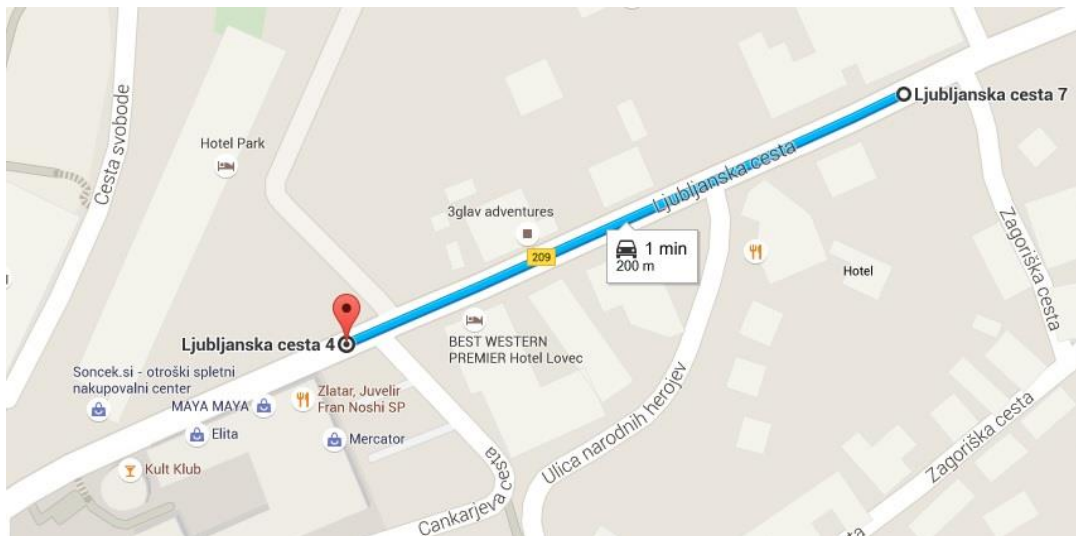 Cesta svobode
Hotel Park
Ljubljanska cesta 7
Ljubljanska cesta
3glav adventures
209
1 min
200 m
Hotel
Zagoriška cesta
Ljubljanska cesta 4
BEST WESTERN
PREMIER Hotel Lovec
Soncek.si - otroški spletni
nakupovalni center
MAYA MAYA
Zlatar, Juvelir
Fran Noshi SP
Elita
Mercator
Kult Klub
Cankarjeva cesta
Ulica narodnih herojev
Zagoriška cesta